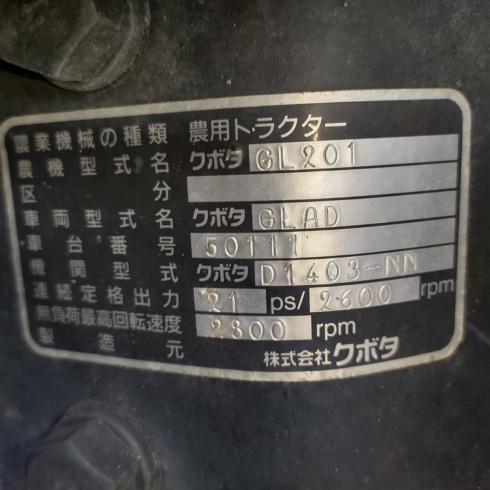 農業機械の種類 農用トラクター
農機型式名 クボタ GL201
区分
車両型式名 クボタ GLAD
車台番号 50111
機関型式 クボタ D1403-NN
連続定格出力 21 ps/2600 rpm
無負荷最高回転速度 2800 rpm
製造元 株式会社クボタ